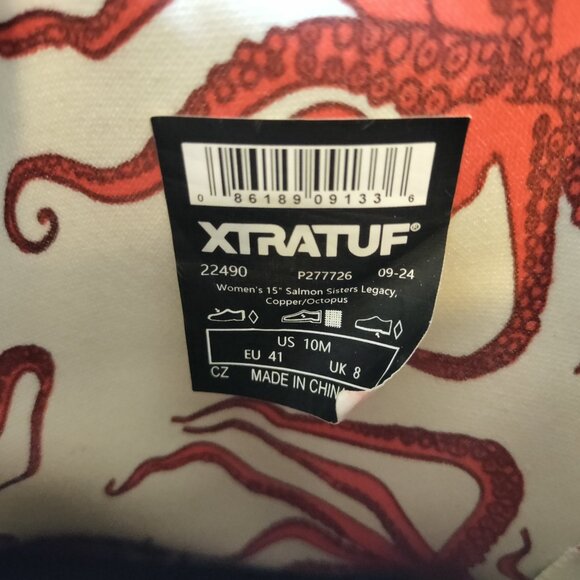 0 86189 09133 6
XTRATUF®
22490 P277726 09-24
Women's 15" Salmon Sisters Legacy,
Copper/Octopus
US 10M
EU 41 UK 8
CZ MADE IN CHINA